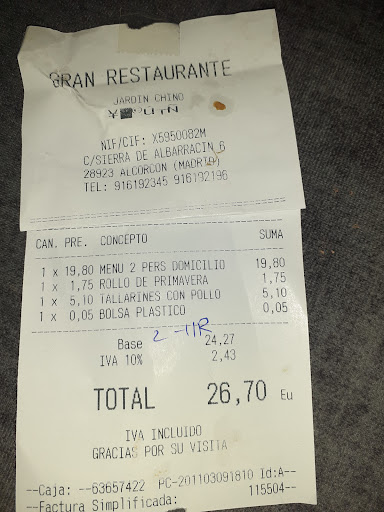 GRAN RESTAURANTE
JARDIN CHINO
NIF/CIF: X5950082M
C/SIERRA DE ALBARRACIN 6
28923 ALCORCON (MADRID)
TEL: 916192345 916192196
CAN. PRE. CONCEPTO SUMA
1 x 19,80 MENU 2 PERS DOMICILIO 19,80
1 x 1,75 ROLLO DE PRIMAVERA 1,75
1 x 5,10 TALLARINES CON POLLO 5,10
1 x 0,05 BOLSA PLASTICO 0,05
Base 24,27
IVA 10% 2,43
TOTAL 26,70 Eu
IVA INCLUIDO
GRACIAS POR SU VISITA
--Caja: --63657422 PC-201103091810 Id:A--
--Factura Simplificada: 115504--